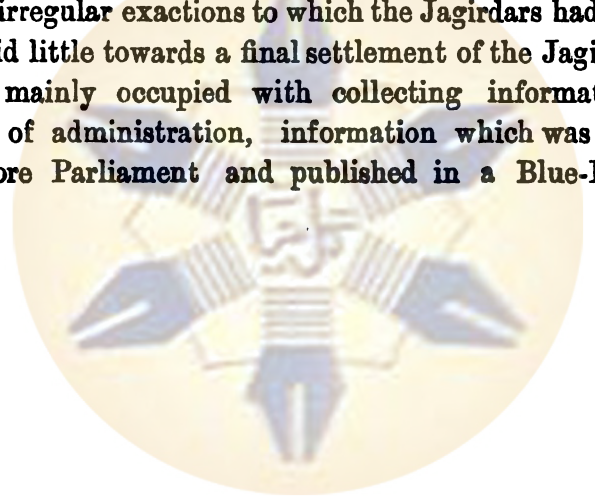 irregular exactions to which the Jagirdars had
id little towards a final settlement of the Jagi
mainly occupied with collecting informat
of administration, information which was
ore Parliament and published in a Blue-